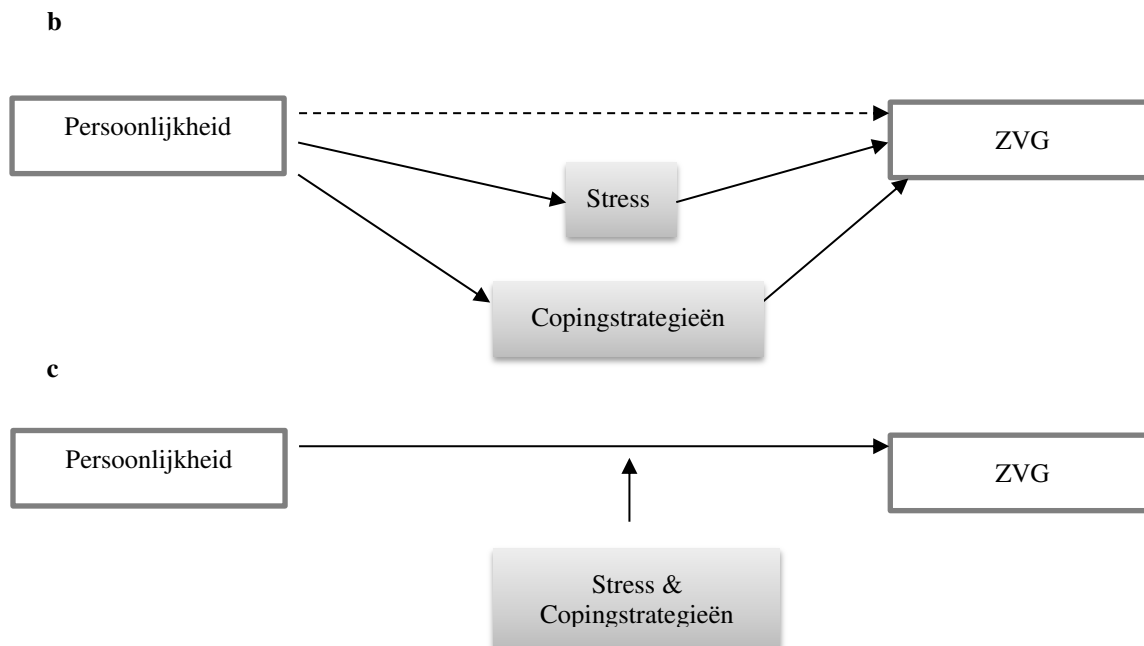 b
Persoonlijkheid
ZVG
Stress
Copingstrategieën
c
Persoonlijkheid
ZVG
Stress &
Copingstrategieën